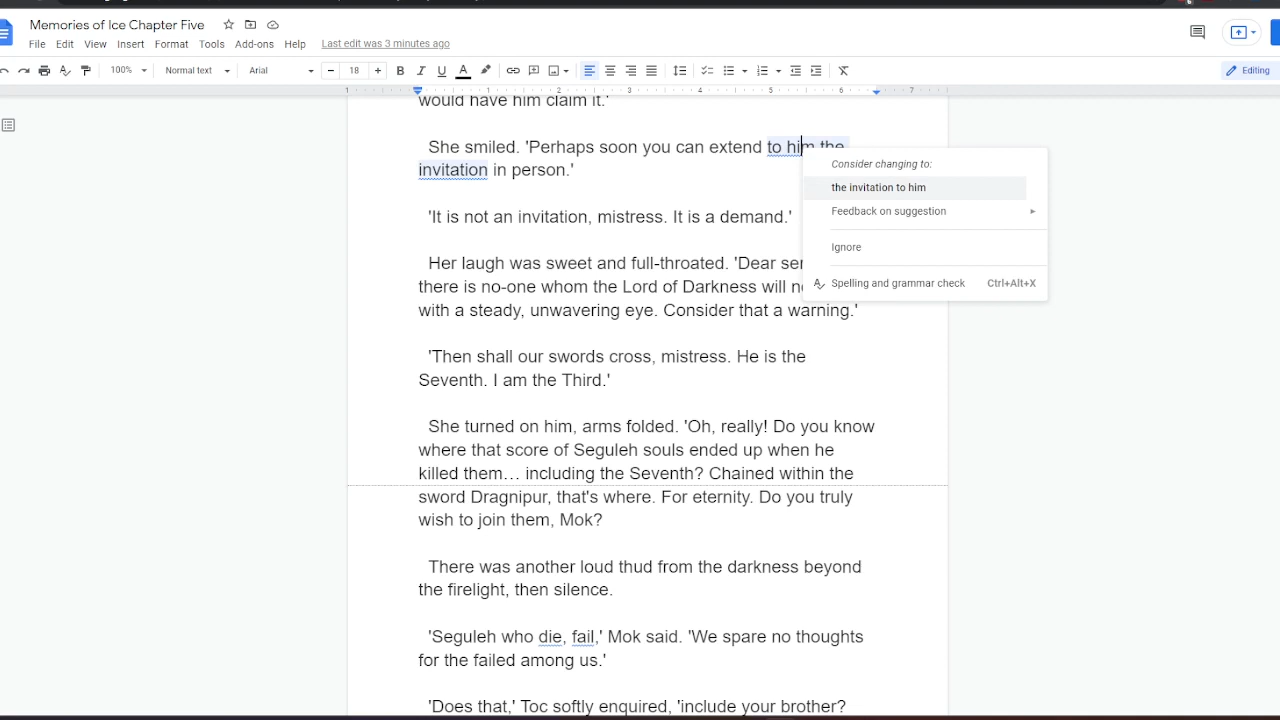 Memories of Ice Chapter Five
File Edit View Insert Format Tools Add-ons Help Last edit was 3 minutes ago
100% Normal text Arial 18 Editing
1 1 2 3 4 5 6 7
would have him claim it.'
She smiled. 'Perhaps soon you can extend to him the
invitation in person.'
Consider changing to:
the invitation to him
Feedback on suggestion
Ignore
Spelling and grammar check Ctrl+Alt+X
'It is not an invitation, mistress. It is a demand.'
Her laugh was sweet and full-throated. 'Dear
there is no-one whom the Lord of Darkness will
with a steady, unwavering eye. Consider that a warning.'
'Then shall our swords cross, mistress. He is the
Seventh. I am the Third.'
She turned on him, arms folded. 'Oh, really! Do you know
where that score of Seguleh souls ended up when he
killed them… including the Seventh? Chained within the
sword Dragnipur, that's where. For eternity. Do you truly
wish to join them, Mok?
There was another loud thud from the darkness beyond
the firelight, then silence.
'Seguleh who die, fail,' Mok said. 'We spare no thoughts
for the failed among us.'
'Does that,' Toc softly enquired, 'include your brother?